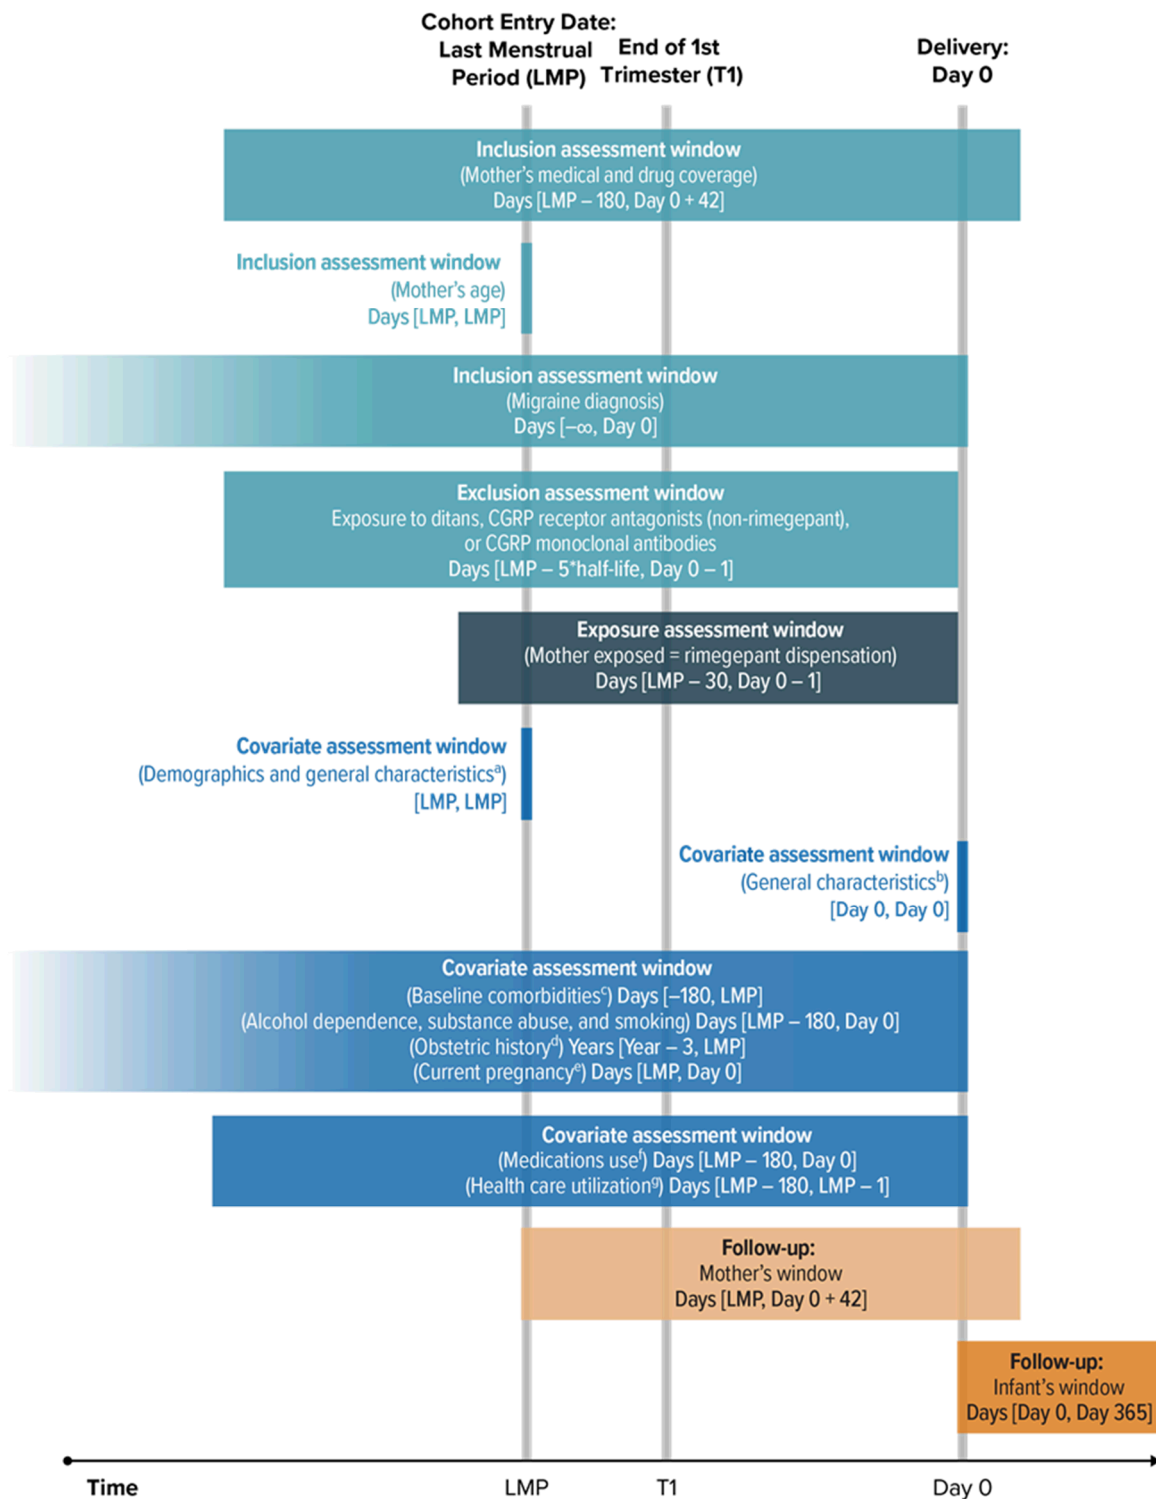 Cohort Entry Date:
Last Menstrual
Period (LMP)
End of 1st
Trimester (T1)
Delivery:
Day 0
Inclusion assessment window
(Mother's medical and drug coverage)
Days [LMP – 180, Day 0 + 42]
Inclusion assessment window
(Mother's age)
Days [LMP, LMP]
Inclusion assessment window
(Migraine diagnosis)
Days [–∞, Day 0]
Exclusion assessment window
Exposure to ditans, CGRP receptor antagonists (non-rimegepant),
or CGRP monoclonal antibodies
Days [LMP – 5*half-life, Day 0 – 1]
Exposure assessment window
(Mother exposed = rimegepant dispensation)
Days [LMP – 30, Day 0 – 1]
Covariate assessment window
(Demographics and general characteristicsᵃ)
[LMP, LMP]
Covariate assessment window
(General characteristicsᵇ)
[Day 0, Day 0]
Covariate assessment window
(Baseline comorbiditiesᶜ) Days [–180, LMP]
(Alcohol dependence, substance abuse, and smoking) Days [LMP – 180, Day 0]
(Obstetric historyᵈ) Years [Year – 3, LMP]
(Current pregnancyᵉ) Days [LMP, Day 0]
Covariate assessment window
(Medications useᶠ) Days [LMP – 180, Day 0]
(Health care utilizationᵍ) Days [LMP – 180, LMP – 1]
Follow-up:
Mother's window
Days [LMP, Day 0 + 42]
Follow-up:
Infant's window
Days [Day 0, Day 365]
Time
LMP
T1
Day 0